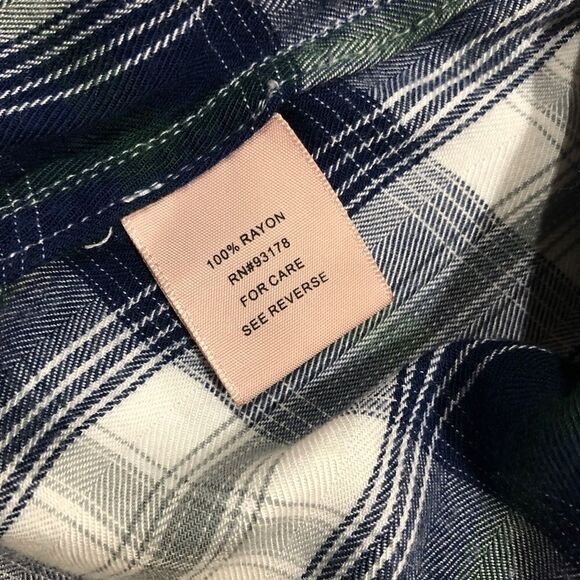 100% RAYON
RN#93178
FOR CARE
SEE REVERSE